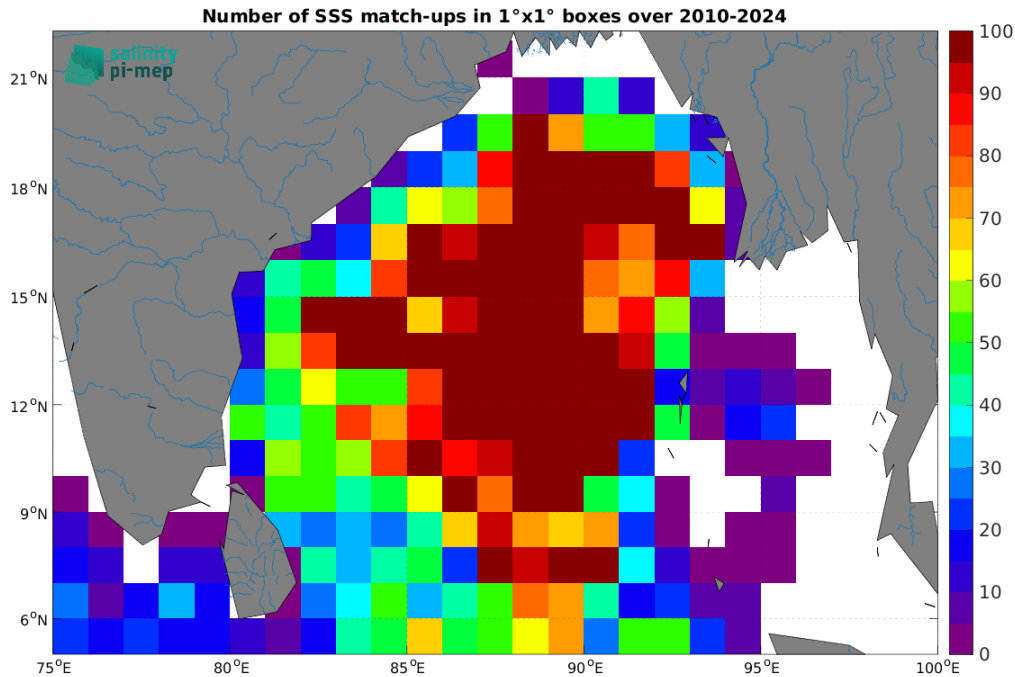 Number of SSS match-ups in 1°x1° boxes over 2010-2024
salinity
pi-mep
21°N
18°N
15°N
12°N
9°N
6°N
75°E 80°E 85°E 90°E 95°E 100°E
100
90
80
70
60
50
40
30
20
10
0